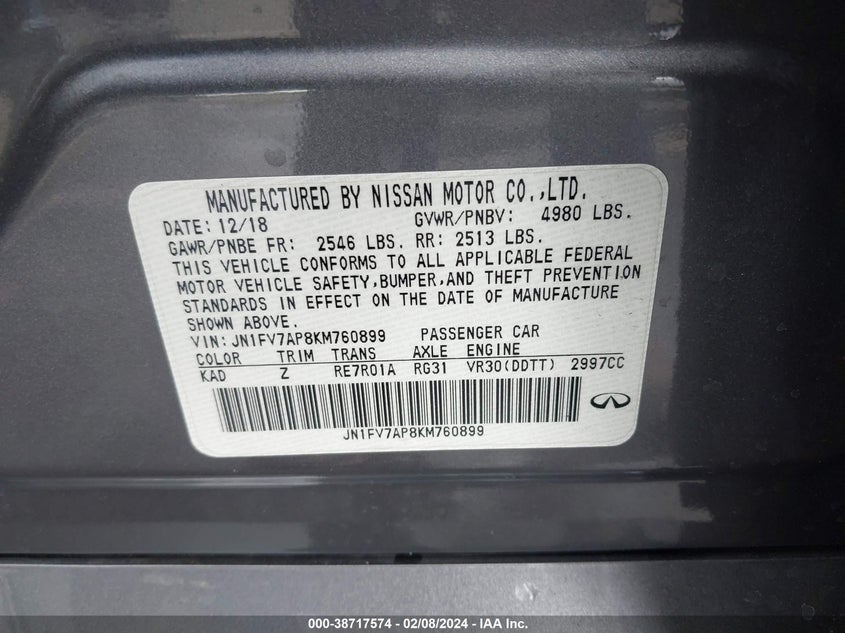 MANUFACTURED BY NISSAN MOTOR CO.,LTD.
DATE: 12/18 GVWR/PNBV: 4980 LBS.
GAWR/PNBE FR: 2546 LBS. RR: 2513 LBS.
THIS VEHICLE CONFORMS TO ALL APPLICABLE FEDERAL
MOTOR VEHICLE SAFETY,BUMPER,AND THEFT PREVENTION
STANDARDS IN EFFECT ON THE DATE OF MANUFACTURE
SHOWN ABOVE.
VIN:JN1FV7AP8KM760899 PASSENGER CAR
COLOR TRIM TRANS AXLE ENGINE
KAD Z RE7R01A RG31 VR30(DDTT) 2997CC
JN1FV7AP8KM760899
000-38717574 — 02/08/2024 — IAA Inc.